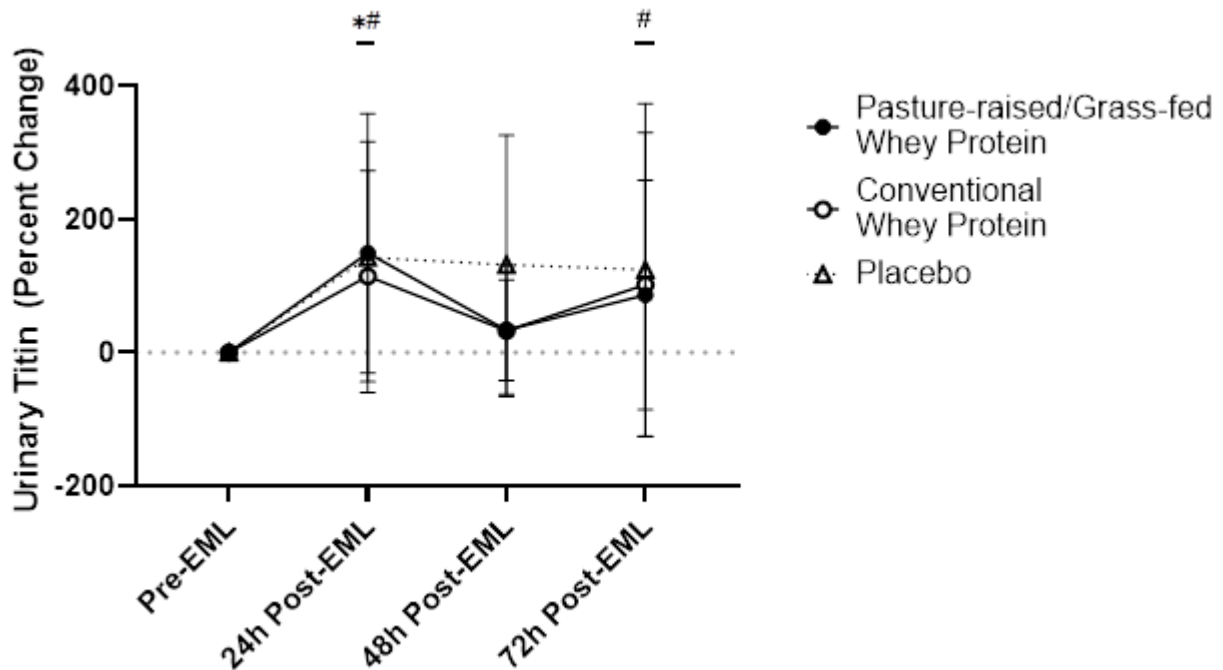 *# #
Urinary Titin (Percent Change)
400
200
0
-200
Pre-EML
24h Post-EML
48h Post-EML
72h Post-EML
Pasture-raised/Grass-fed
Whey Protein
Conventional
Whey Protein
Placebo